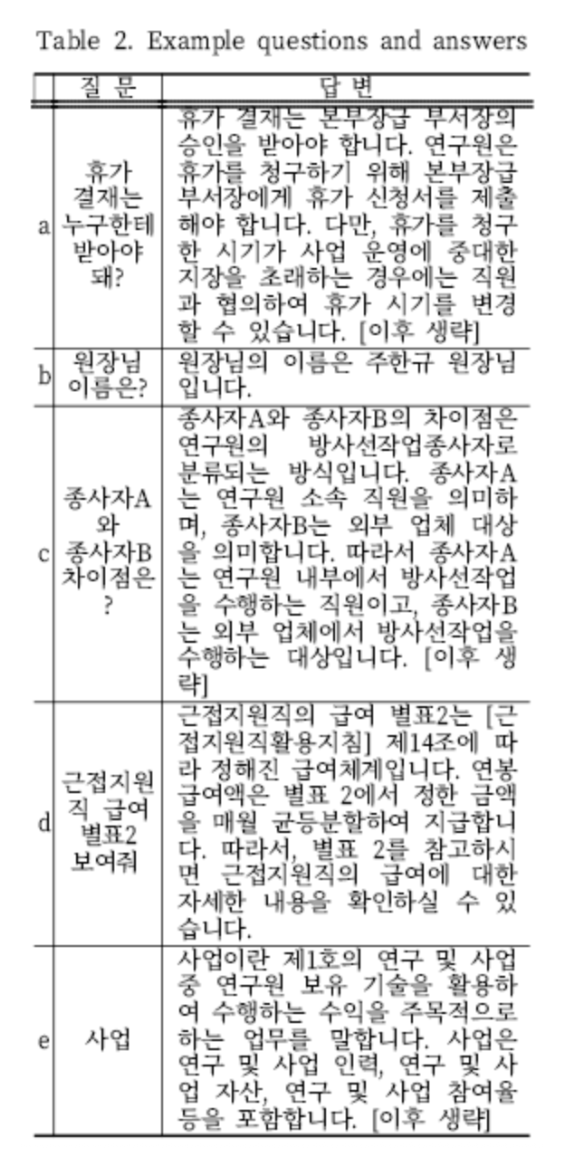 Table 2. Example questions and answers
질 문 답 변
a
휴가
결재는
누구한테
받아야
돼?
휴가 결재는 본부장급 부서장의
승인을 받아야 합니다. 연구원은
휴가를 청구하기 위해 본부장급
부서장에게 휴가 신청서를 제출
해야 합니다. 다만, 휴가를 청구
한 시기가 사업 운영에 중대한
지장을 초래하는 경우에는 직원
과 협의하여 휴가 시기를 변경
할 수 있습니다. [이후 생략]
b
원장님
이름은?
원장님의 이름은 주한규 원장님
입니다.
c
종사자A
와
종사자B
차이점은
?
종사자A와 종사자B의 차이점은
연구원의 방사선작업종사자로
분류되는 방식입니다. 종사자A
는 연구원 소속 직원을 의미하
며, 종사자B는 외부 업체 대상
을 의미합니다. 따라서 종사자A
는 연구원 내부에서 방사선작업
을 수행하는 직원이고, 종사자B
는 외부 업체에서 방사선작업을
수행하는 대상입니다. [이후 생
략]
d
근접지원
직 급여
별표2
보여줘
근접지원직의 급여 별표2는 [근
접지원직활용지침] 제14조에 따
라 정해진 급여체계입니다. 연봉
급여액은 별표 2에서 정한 금액
을 매월 균등분할하여 지급합니
다. 따라서, 별표 2를 참고하시
면 근접지원직의 급여에 대한
자세한 내용을 확인하실 수 있
습니다.
e
사업
사업이란 제1호의 연구 및 사업
중 연구원 보유 기술을 활용하
여 수행하는 수익을 주목적으로
하는 업무를 말합니다. 사업은
연구 및 사업 인력, 연구 및 사
업 자산, 연구 및 사업 참여율
등을 포함합니다. [이후 생략]